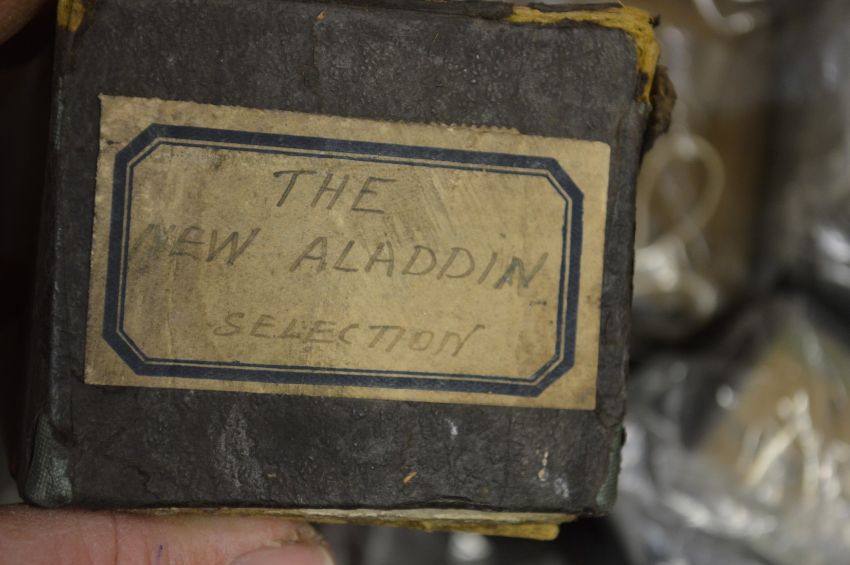 THE
NEW ALADDIN
SELECTION